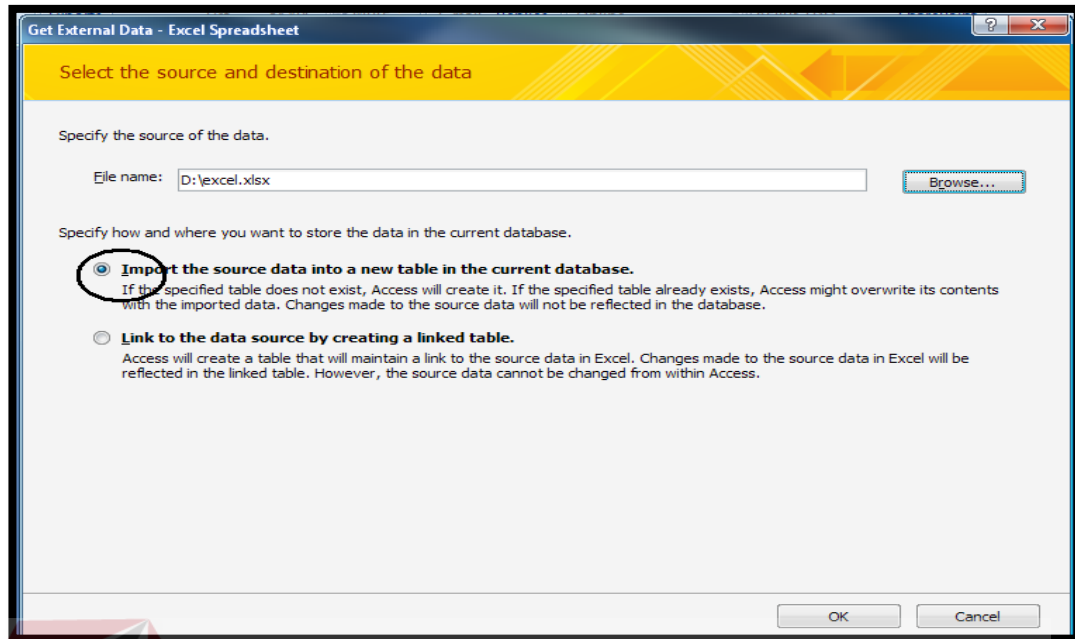 Get External Data - Excel Spreadsheet
Select the source and destination of the data
Specify the source of the data.
File name: D:\excel.xlsx Browse...
Specify how and where you want to store the data in the current database.
Import the source data into a new table in the current database.
If the specified table does not exist, Access will create it. If the specified table already exists, Access might overwrite its contents
with the imported data. Changes made to the source data will not be reflected in the database.
Link to the data source by creating a linked table.
Access will create a table that will maintain a link to the source data in Excel. Changes made to the source data in Excel will be
reflected in the linked table. However, the source data cannot be changed from within Access.
OK Cancel